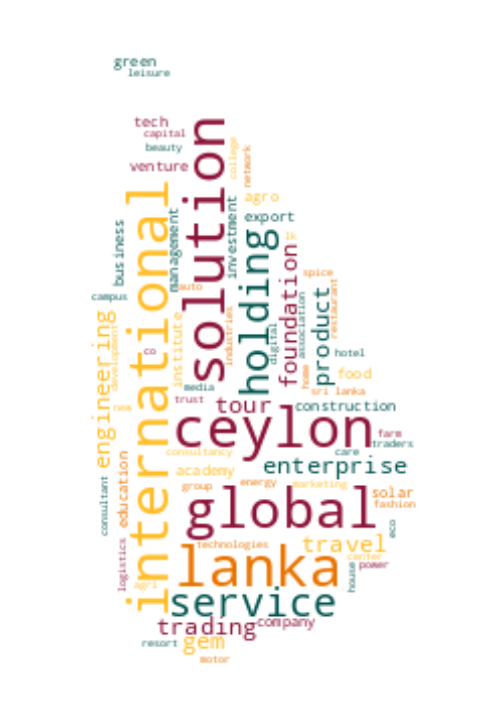 green
leisure
tech
capital
beauty
venture
solution
college
network
agro
export
international
management
business
investment
holding
lk
foundation
spice
restaurant
product
campus
auto
association
digital
industries
institute
engineering
development
co
hotel
home
food
media
sri lanka
new
trust
tour
construction
ceylon
farm
traders
consultancy
care
enterprise
academy
education
consultant
group
energy
marketing
solar
fashion
global
eco
technologies
travel
center
logistics
lanka
power
house
agri
service
trading
company
gem
resort
motor